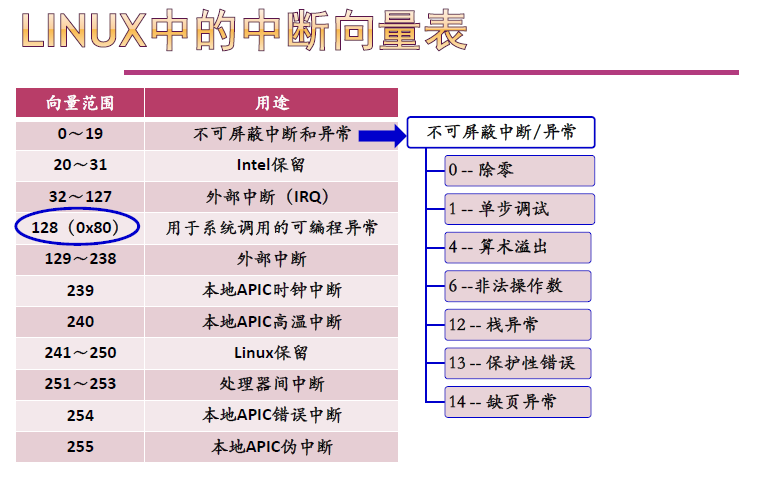 LINUX中的中断向量表
向量范围 用途
0～19 不可屏蔽中断和异常
20～31 Intel保留
32～127 外部中断（IRQ）
128（0x80） 用于系统调用的可编程异常
129～238 外部中断
239 本地APIC时钟中断
240 本地APIC高温中断
241～250 Linux保留
251～253 处理器间中断
254 本地APIC错误中断
255 本地APIC伪中断
不可屏蔽中断/异常
0 -- 除零
1 -- 单步调试
4 -- 算术溢出
6 --非法操作数
12 -- 栈异常
13 -- 保护性错误
14 -- 缺页异常